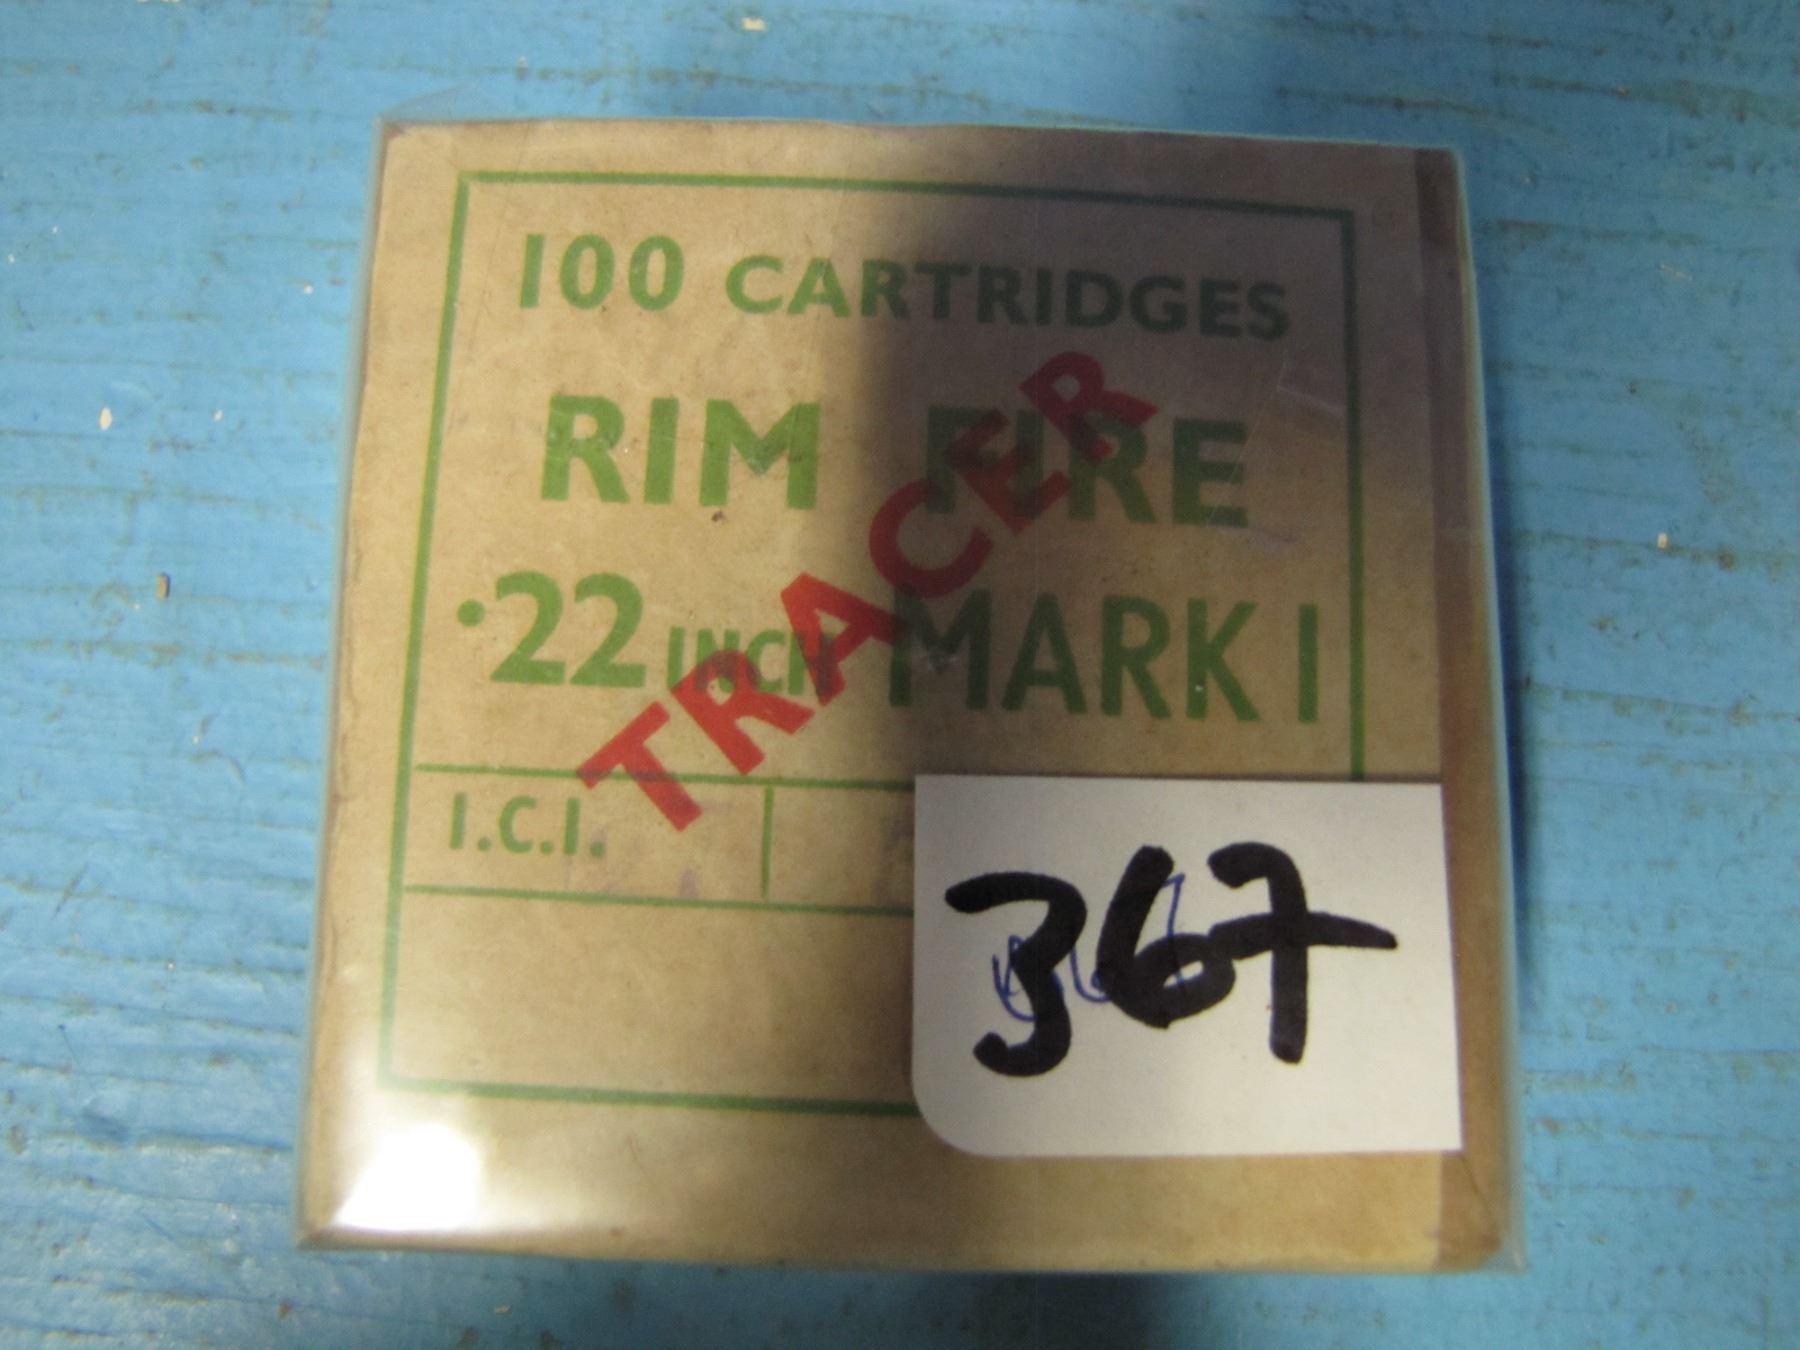 100 CARTRIDGES
RIM FIRE
TRACER
.22 INCH MARK I
I.C.I.
367